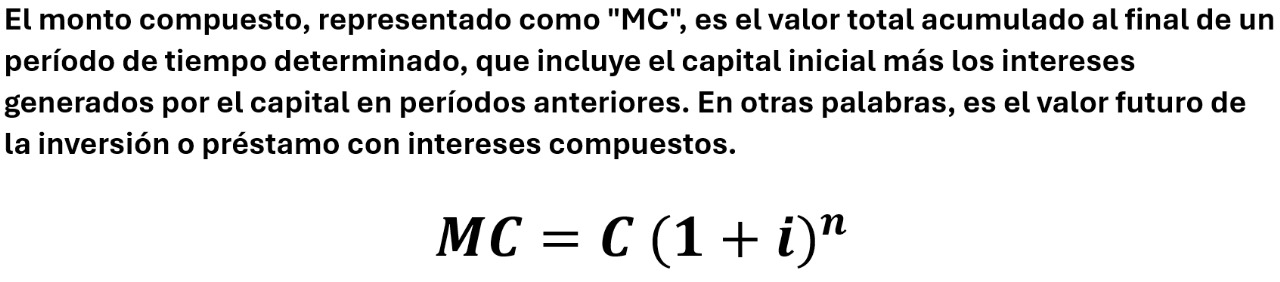 El monto compuesto, representado como "MC", es el valor total acumulado al final de un
período de tiempo determinado, que incluye el capital inicial más los intereses
generados por el capital en períodos anteriores. En otras palabras, es el valor futuro de
la inversión o préstamo con intereses compuestos.
MC = C (1 + i)^n